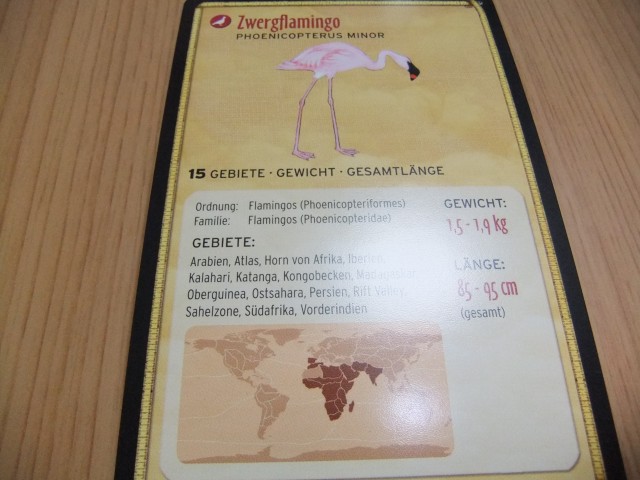 Zwergflamingo
PHOENICOPTERUS MINOR
15 GEBIETE · GEWICHT · GESAMTLÄNGE
Ordnung: Flamingos (Phoenicopteriformes)
Familie: Flamingos (Phoenicopteridae)
GEBIETE:
Arabien, Atlas, Horn von Afrika, Iberien,
Kalahari, Katanga, Kongobecken, Madagaskar,
Oberguinea, Ostsahara, Persien, Rift Valley,
Sahelzone, Südafrika, Vorderindien
GEWICHT:
1,5 - 1,9 kg
LÄNGE:
85 - 95 cm
(gesamt)